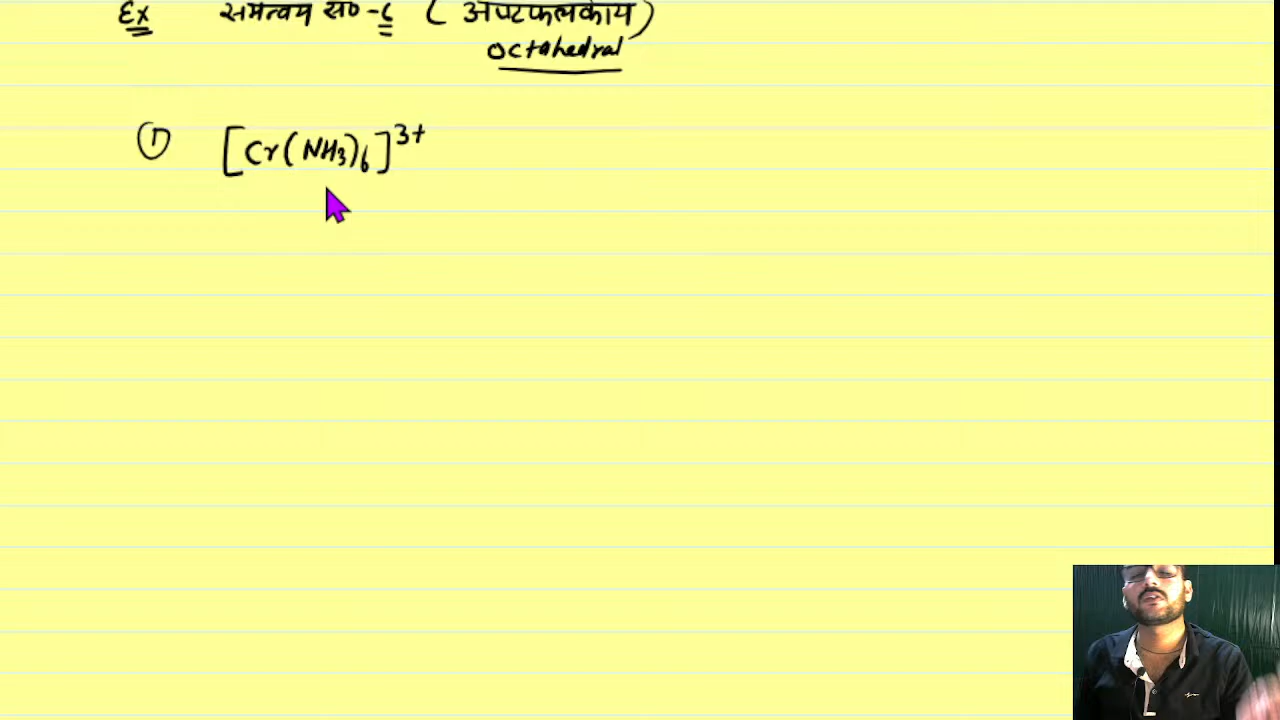 Ex समन्वय सं० - 6 ( अष्टफलकीय )
Octahedral
① [Cr(NH3)6]3+